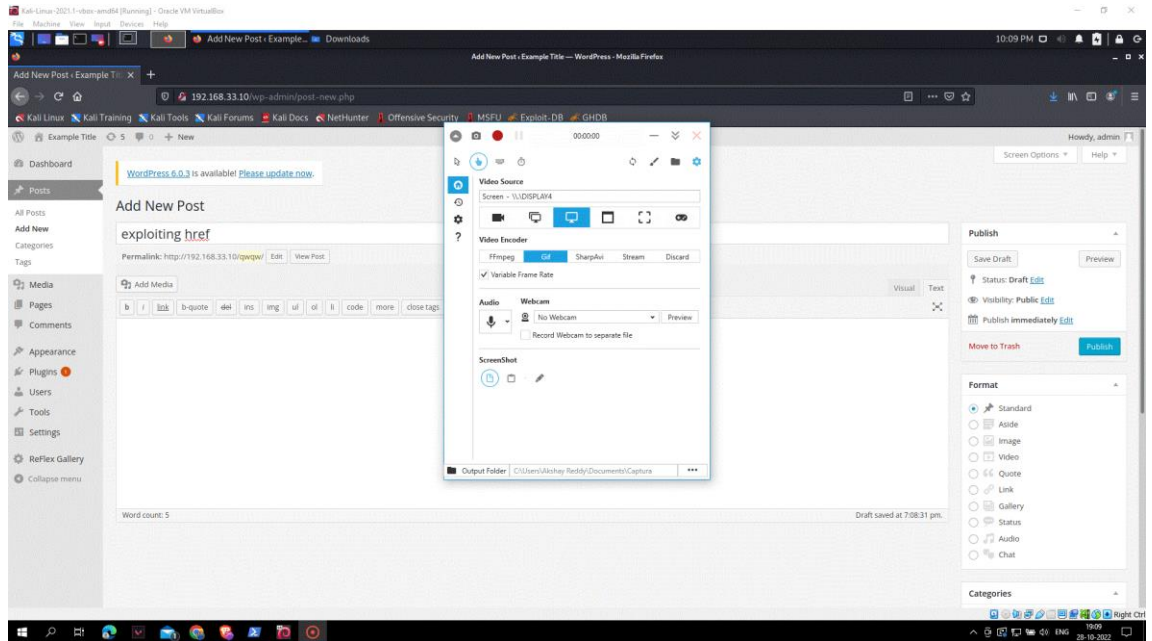 Kali-Linux-2021.1-vbox-amd64 [Running] - Oracle VM VirtualBox
File Machine View Input Devices Help
Add New Post ‹ Example... Downloads 10:09 PM
Add New Post ‹ Example Title — WordPress - Mozilla Firefox
Add New Post ‹ Example Tit
192.168.33.10/wp-admin/post-new.php
Kali Linux Kali Training Kali Tools Kali Forums Kali Docs NetHunter Offensive Security MSFU Exploit-DB GHDB
Example Title 5 0 New Howdy, admin
00:00:00
Screen Options Help
Dashboard
WordPress 6.0.3 is available! Please update now.
Posts
Add New Post
All Posts
Add New
Categories
Tags
exploiting href
Permalink: http://192.168.33.10/qwqw/ Edit View Post
Add Media
Visual Text
b i link b-quote del ins img ul ol li code more close tags
Media
Pages
Comments
Appearance
Plugins 1
Users
Tools
Settings
ReFlex Gallery
Collapse menu
Word count: 5 Draft saved at 7:08:31 pm.
Video Source
Screen - \\.\DISPLAY4
Video Encoder
FFmpeg Gif SharpAvi Stream Discard
Variable Frame Rate
Audio Webcam
No Webcam Preview
Record Webcam to separate file
ScreenShot
Output Folder C:\Users\Akshay Reddy\Documents\Captura ...
Publish
Save Draft Preview
Status: Draft Edit
Visibility: Public Edit
Publish immediately Edit
Move to Trash Publish
Format
Standard
Aside
Image
Video
Quote
Link
Gallery
Status
Audio
Chat
Categories
Right Ctrl
ENG 19:09
28-10-2022